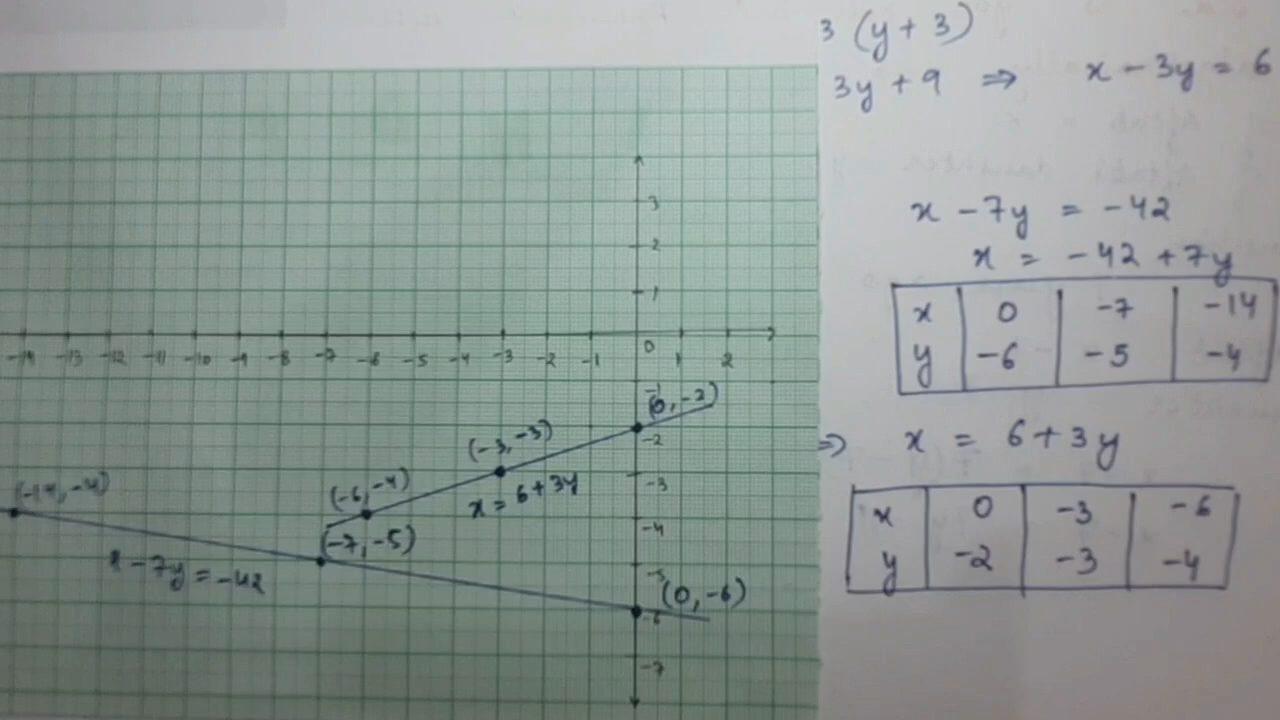 3 (y + 3)
3y + 9 ⇒ x - 3y = 6
x - 7y = -42
x = -42 + 7y
x 0 -7 -14
y -6 -5 -4
⇒ x = 6 + 3y
x 0 -3 -6
y -2 -3 -4
3
2
1
-14 -13 -12 -11 -10 -9 -8 -7 -6 -5 -4 -3 -2 -1 0 1 2
-1
(0, -2)
-2
(-3, -3)
-3
(-6, -4)
x = 6 + 3y
(-14, -4)
-4
(-7, -5)
x - 7y = -42
-5
(0, -6)
-6
-7